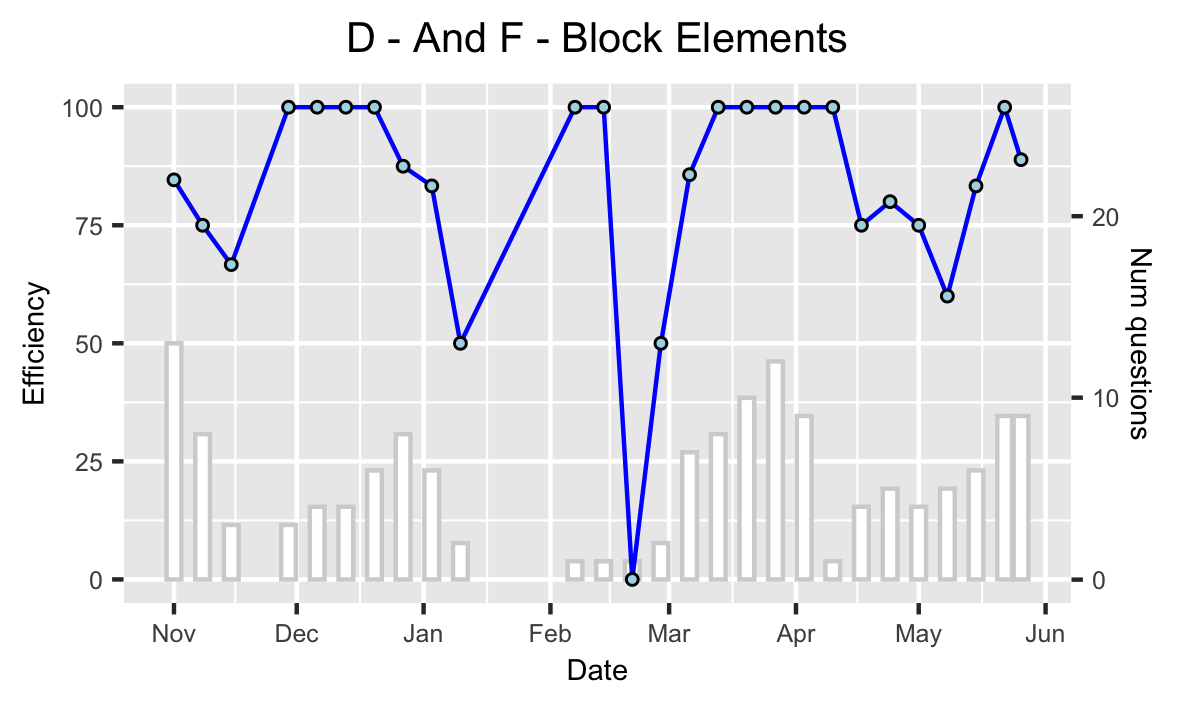 D - And F - Block Elements
100
75
50
25
0
Efficiency
20
10
0
Num questions
Nov Dec Jan Feb Mar Apr May Jun
Date